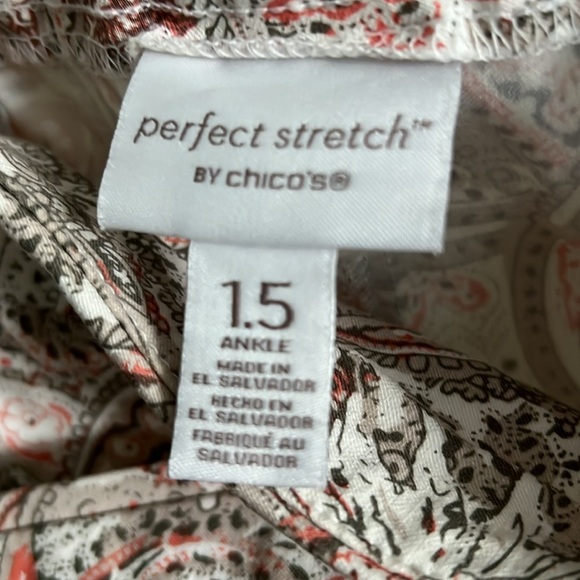 perfect stretch™
BY chico's®
1.5
ANKLE
MADE IN
EL SALVADOR
HECHO EN
EL SALVADOR
FABRIQUÉ AU
SALVADOR